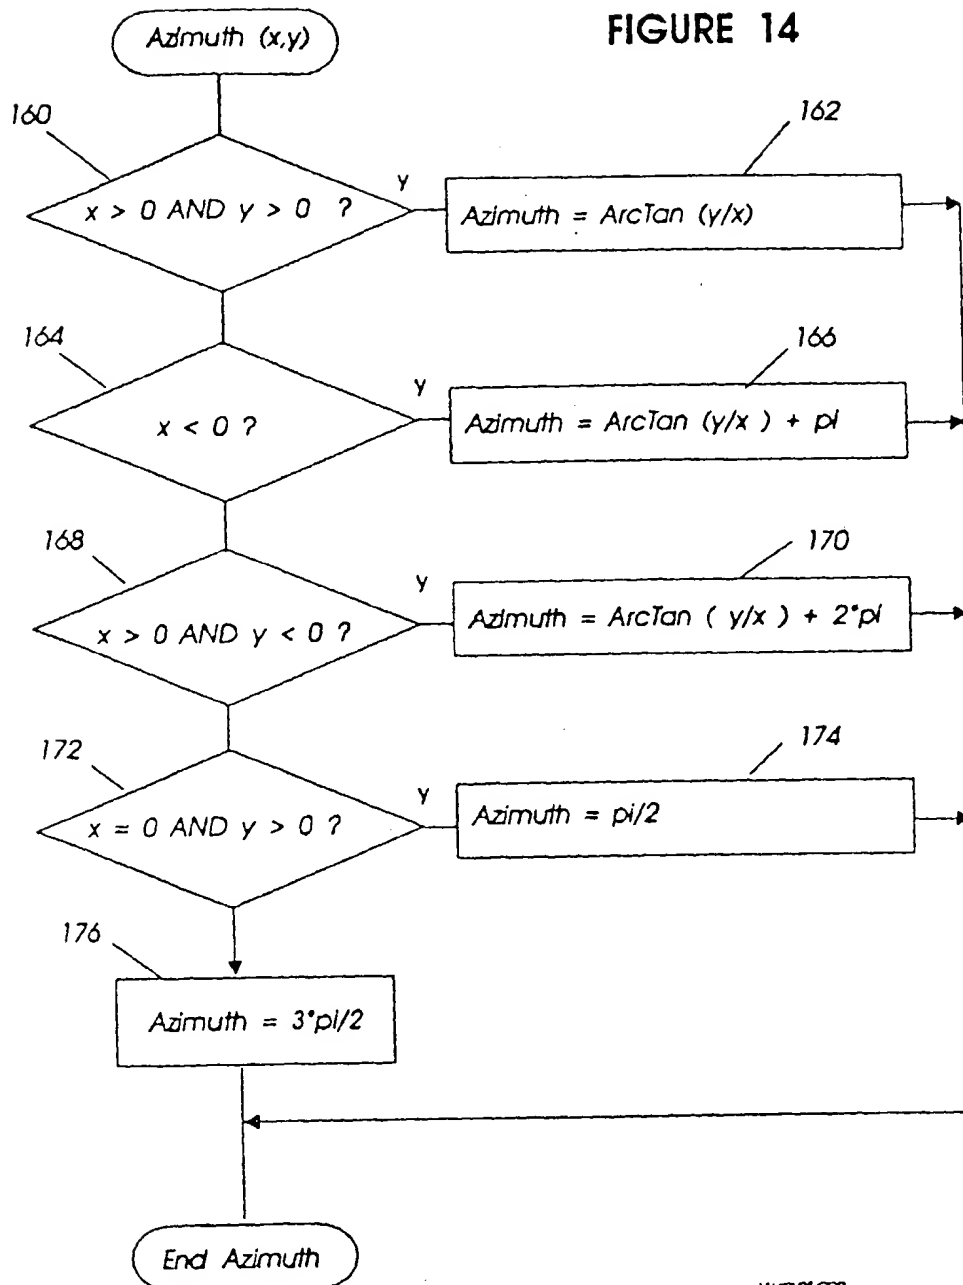 FIGURE 14
Azimuth (x,y)
160
x > 0 AND y > 0 ?
y
162
Azimuth = ArcTan (y/x)
164
x < 0 ?
y
166
Azimuth = ArcTan (y/x ) + pi
168
x > 0 AND y < 0 ?
y
170
Azimuth = ArcTan ( y/x ) + 2*pi
172
x = 0 AND y > 0 ?
y
174
Azimuth = pi/2
176
Azimuth = 3*pi/2
End Azimuth